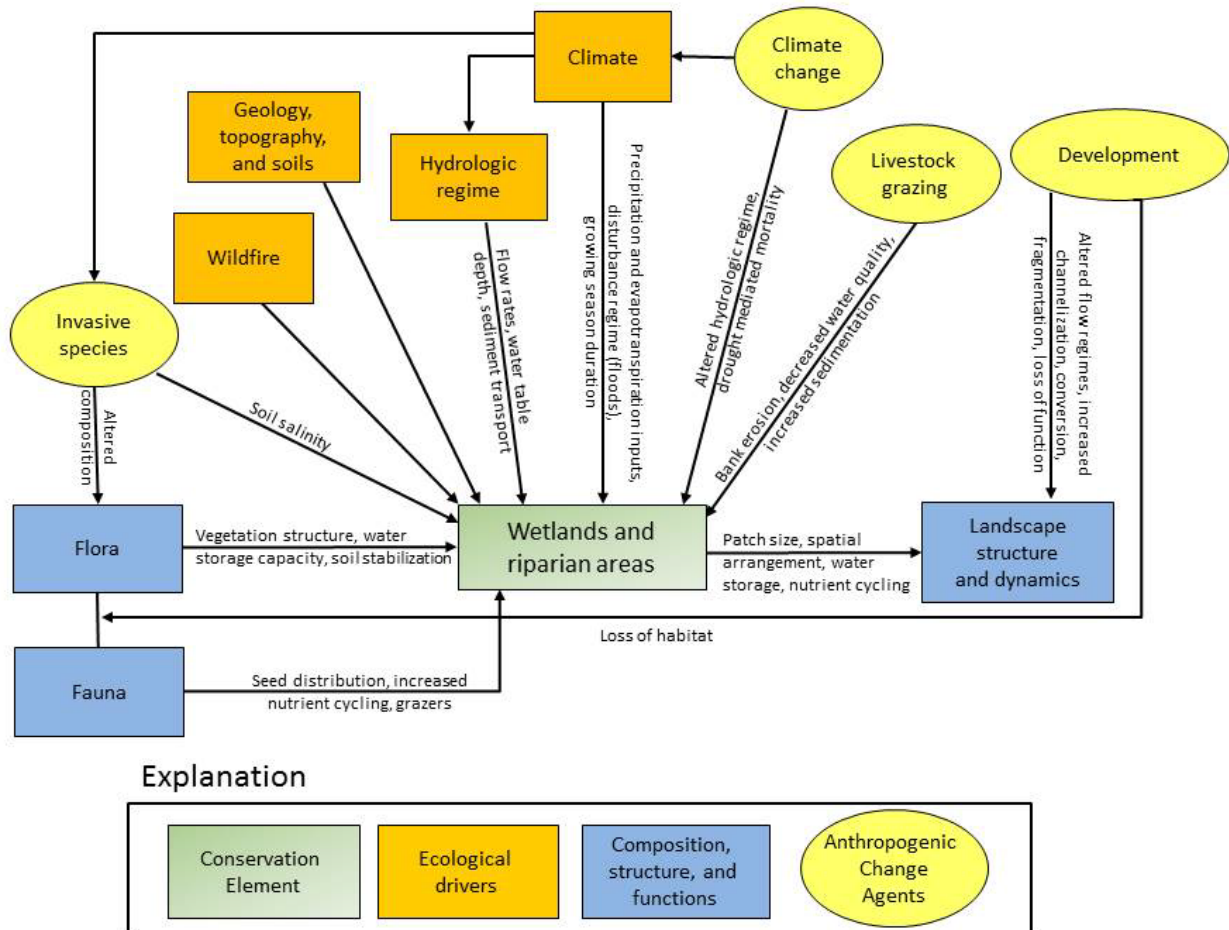 Climate
Climate
change
Geology,
topography,
and soils
Hydrologic
regime
Livestock
grazing
Development
Wildfire
Invasive
species
Altered
composition
Soil salinity
Flow rates, water table
depth, sediment transport
Precipitation and evapotranspiration inputs,
disturbance regime (floods),
growing season duration
Altered hydrologic regime,
drought mediated mortality
Bank erosion, decreased water quality,
increased sedimentation
Altered flow regimes, increased
channelization, conversion,
fragmentation, loss of function
Flora
Vegetation structure, water
storage capacity, soil stabilization
Wetlands and
riparian areas
Patch size, spatial
arrangement, water
storage, nutrient cycling
Landscape
structure
and dynamics
Loss of habitat
Fauna
Seed distribution, increased
nutrient cycling, grazers
Explanation
Conservation
Element
Ecological
drivers
Composition,
structure, and
functions
Anthropogenic
Change
Agents